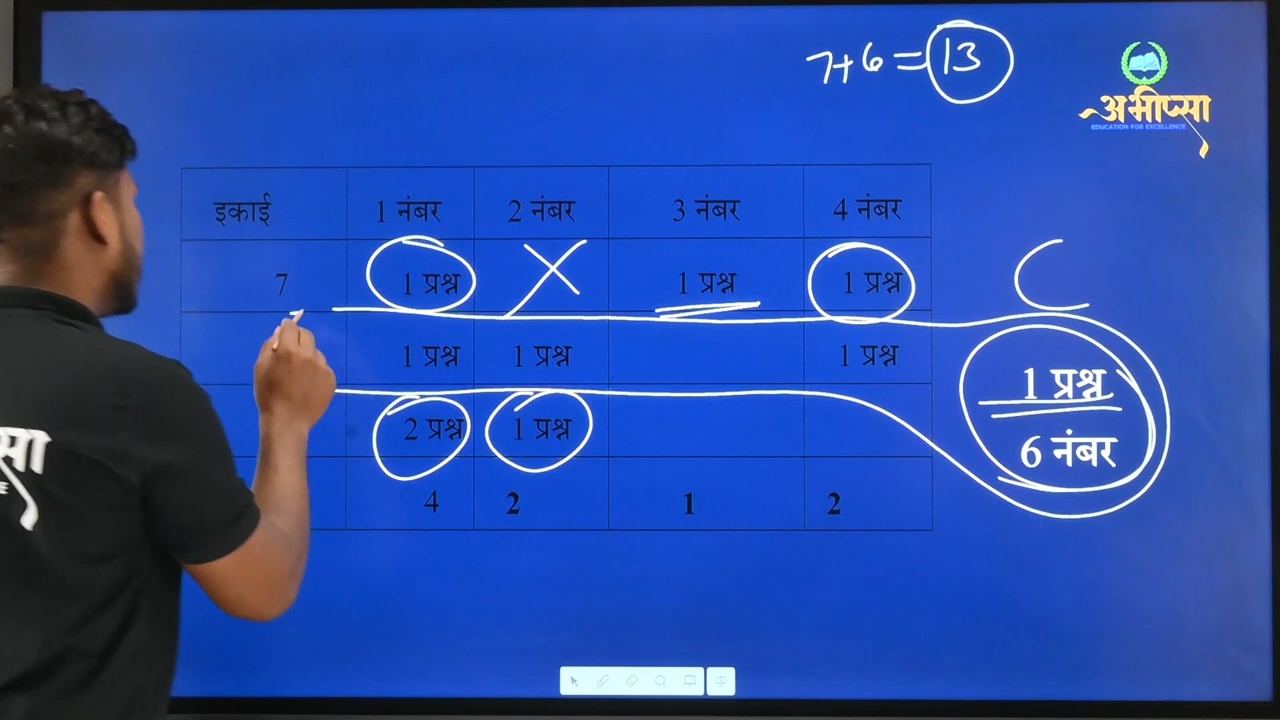 7+6=13
अभीप्सा
EDUCATION FOR EXCELLENCE
इकाई 1 नंबर 2 नंबर 3 नंबर 4 नंबर
7 1 प्रश्न X 1 प्रश्न 1 प्रश्न
1 प्रश्न 1 प्रश्न 1 प्रश्न
1 प्रश्न
6 नंबर
2 प्रश्न 1 प्रश्न
4 2 1 2